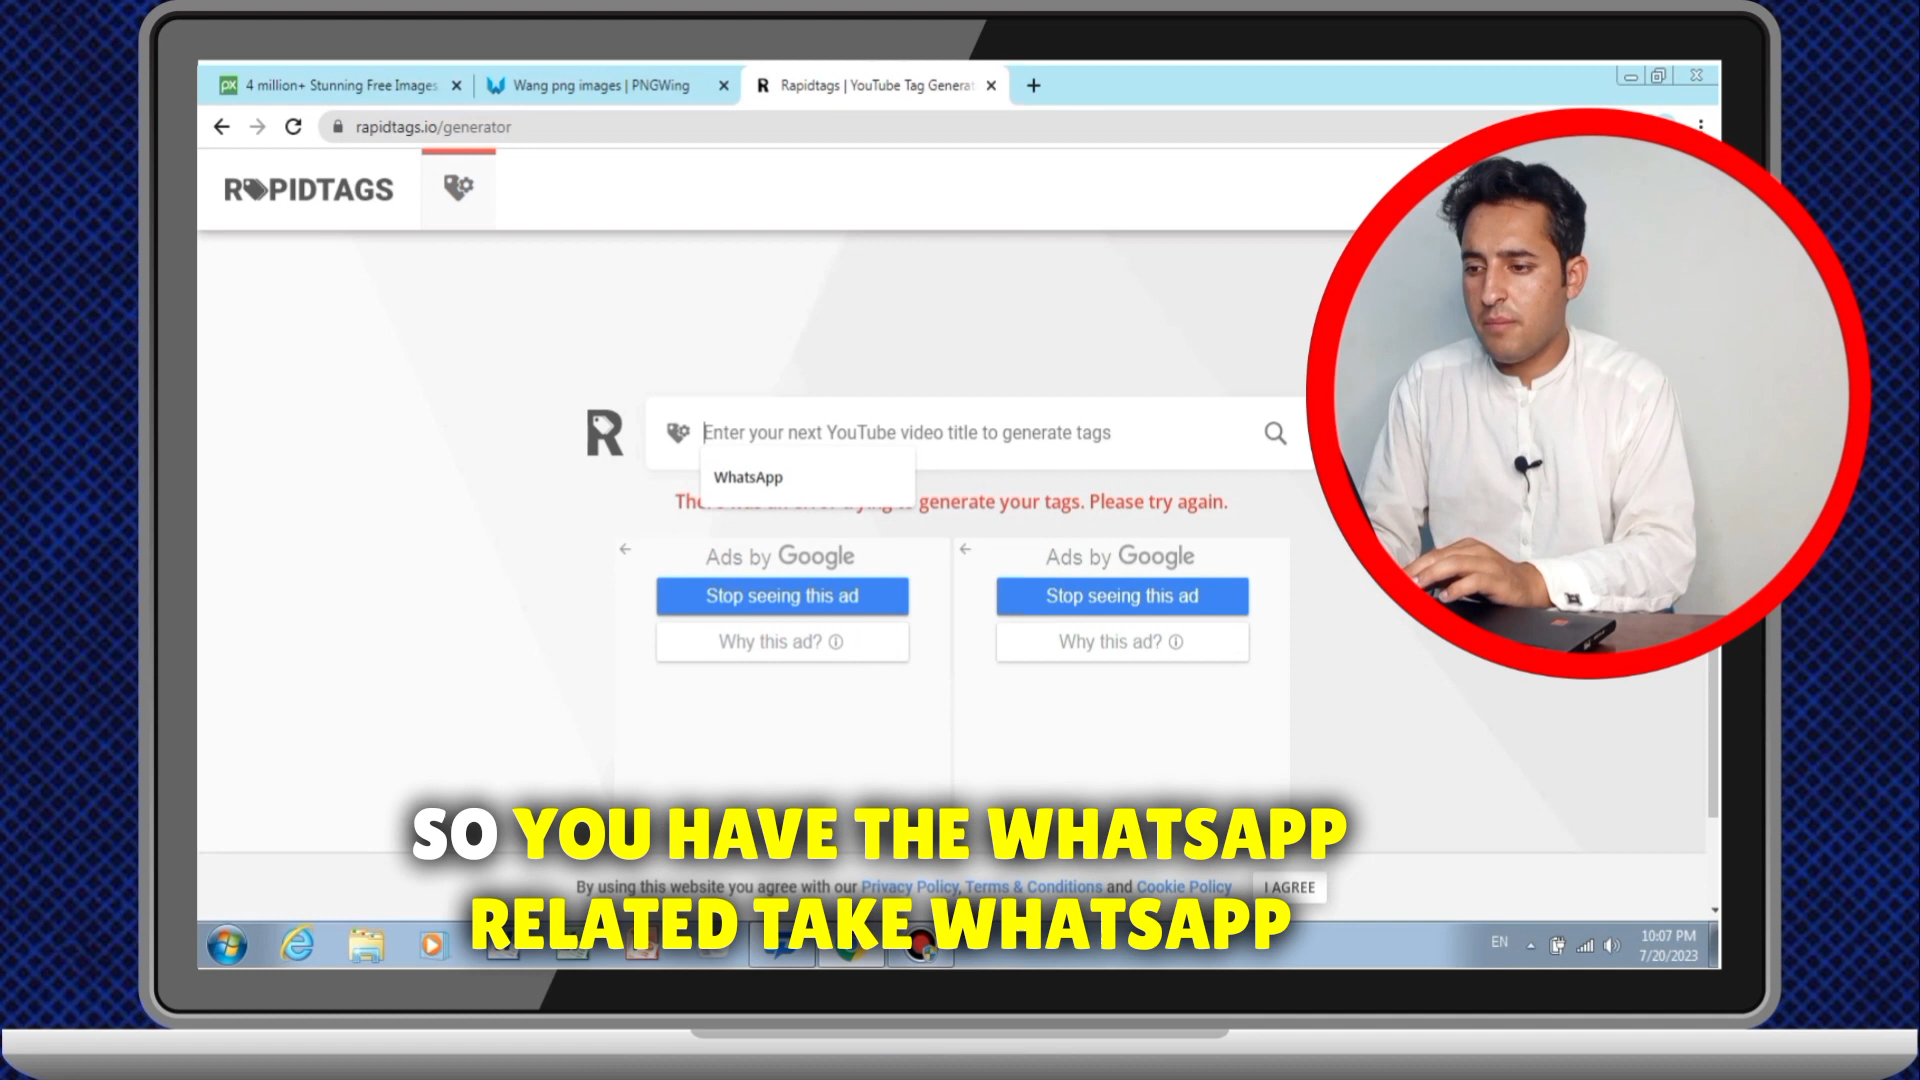 4 million+ Stunning Free Images
Wang png images | PNGWing
Rapidtags | YouTube Tag Generat
rapidtags.io/generator
RAPIDTAGS
Enter your next YouTube video title to generate tags
WhatsApp
generate your tags. Please try again.
Ads by Google
Stop seeing this ad
Why this ad?
Ads by Google
Stop seeing this ad
Why this ad?
SO YOU HAVE THE WHATSAPP
By using this website you agree with our Privacy Policy, Terms & Conditions and Cookie Policy
I AGREE
RELATED TAKE WHATSAPP
EN
10:07 PM
7/20/2023